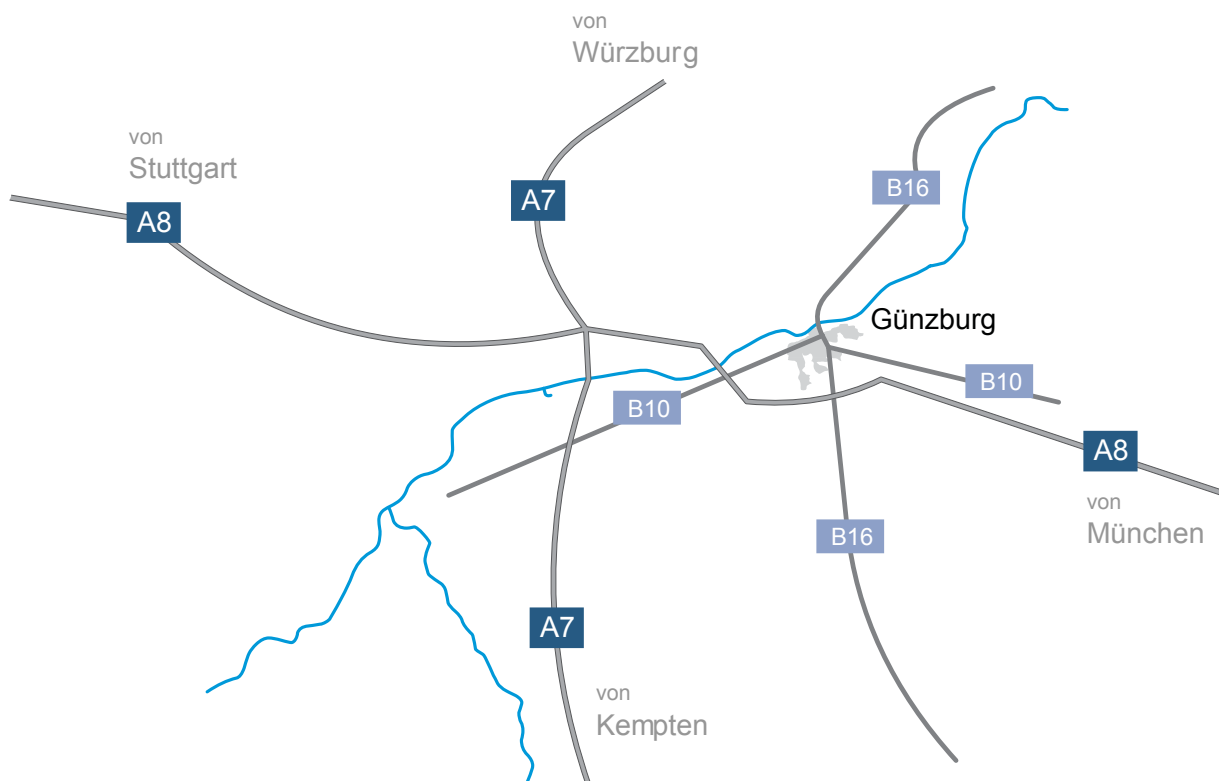 von
Würzburg
von
Stuttgart
A8
A7
B16
Günzburg
B10
B10
A8
von
München
B16
A7
von
Kempten